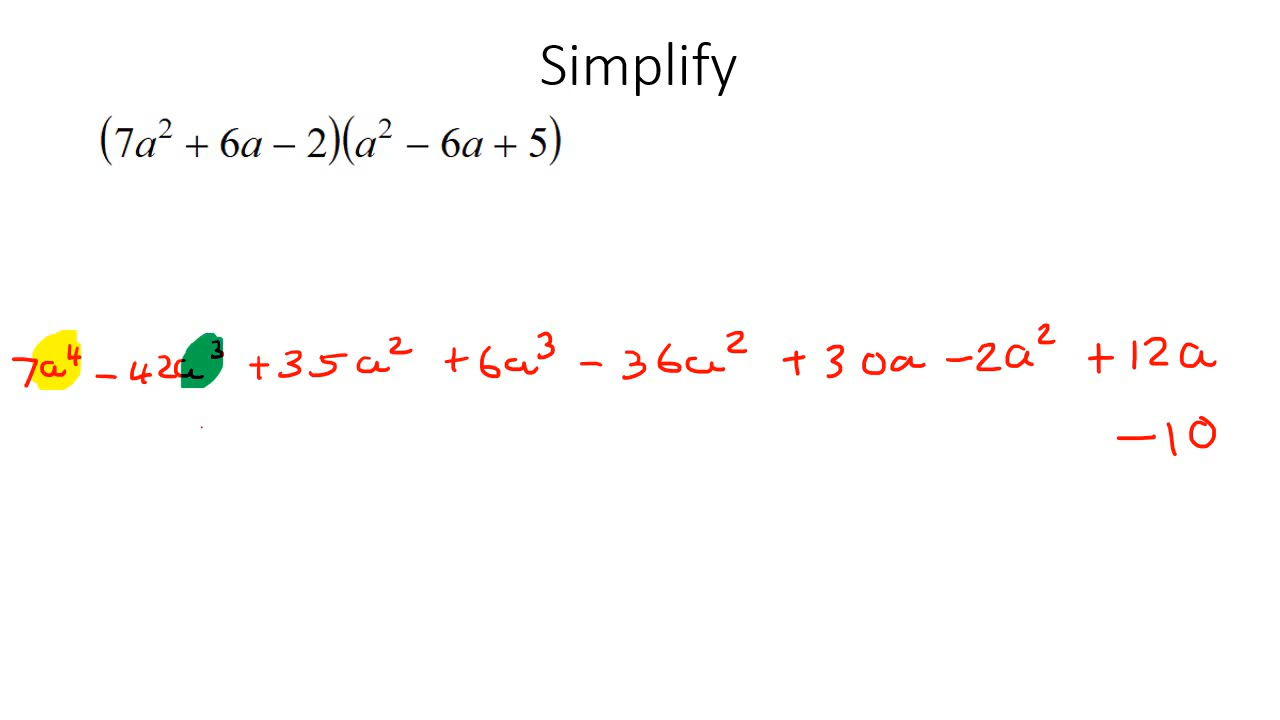 Simplify
(7a² + 6a − 2)(a² − 6a + 5)
7a⁴ − 42a³ + 35a² + 6a³ − 36a² + 30a − 2a² + 12a
− 10